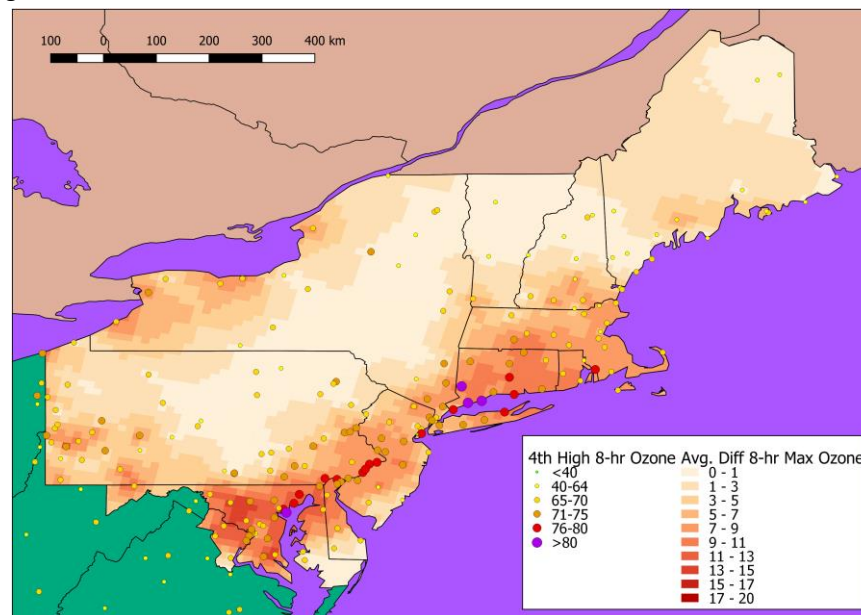 100 0 100 200 300 400 km
4th High 8-hr Ozone Avg. Diff 8-hr Max Ozone
<40 0 - 1
40-64 1 - 3
65-70 3 - 5
71-75 5 - 7
76-80 7 - 9
>80 9 - 11
11 - 13
13 - 15
15 - 17
17 - 20